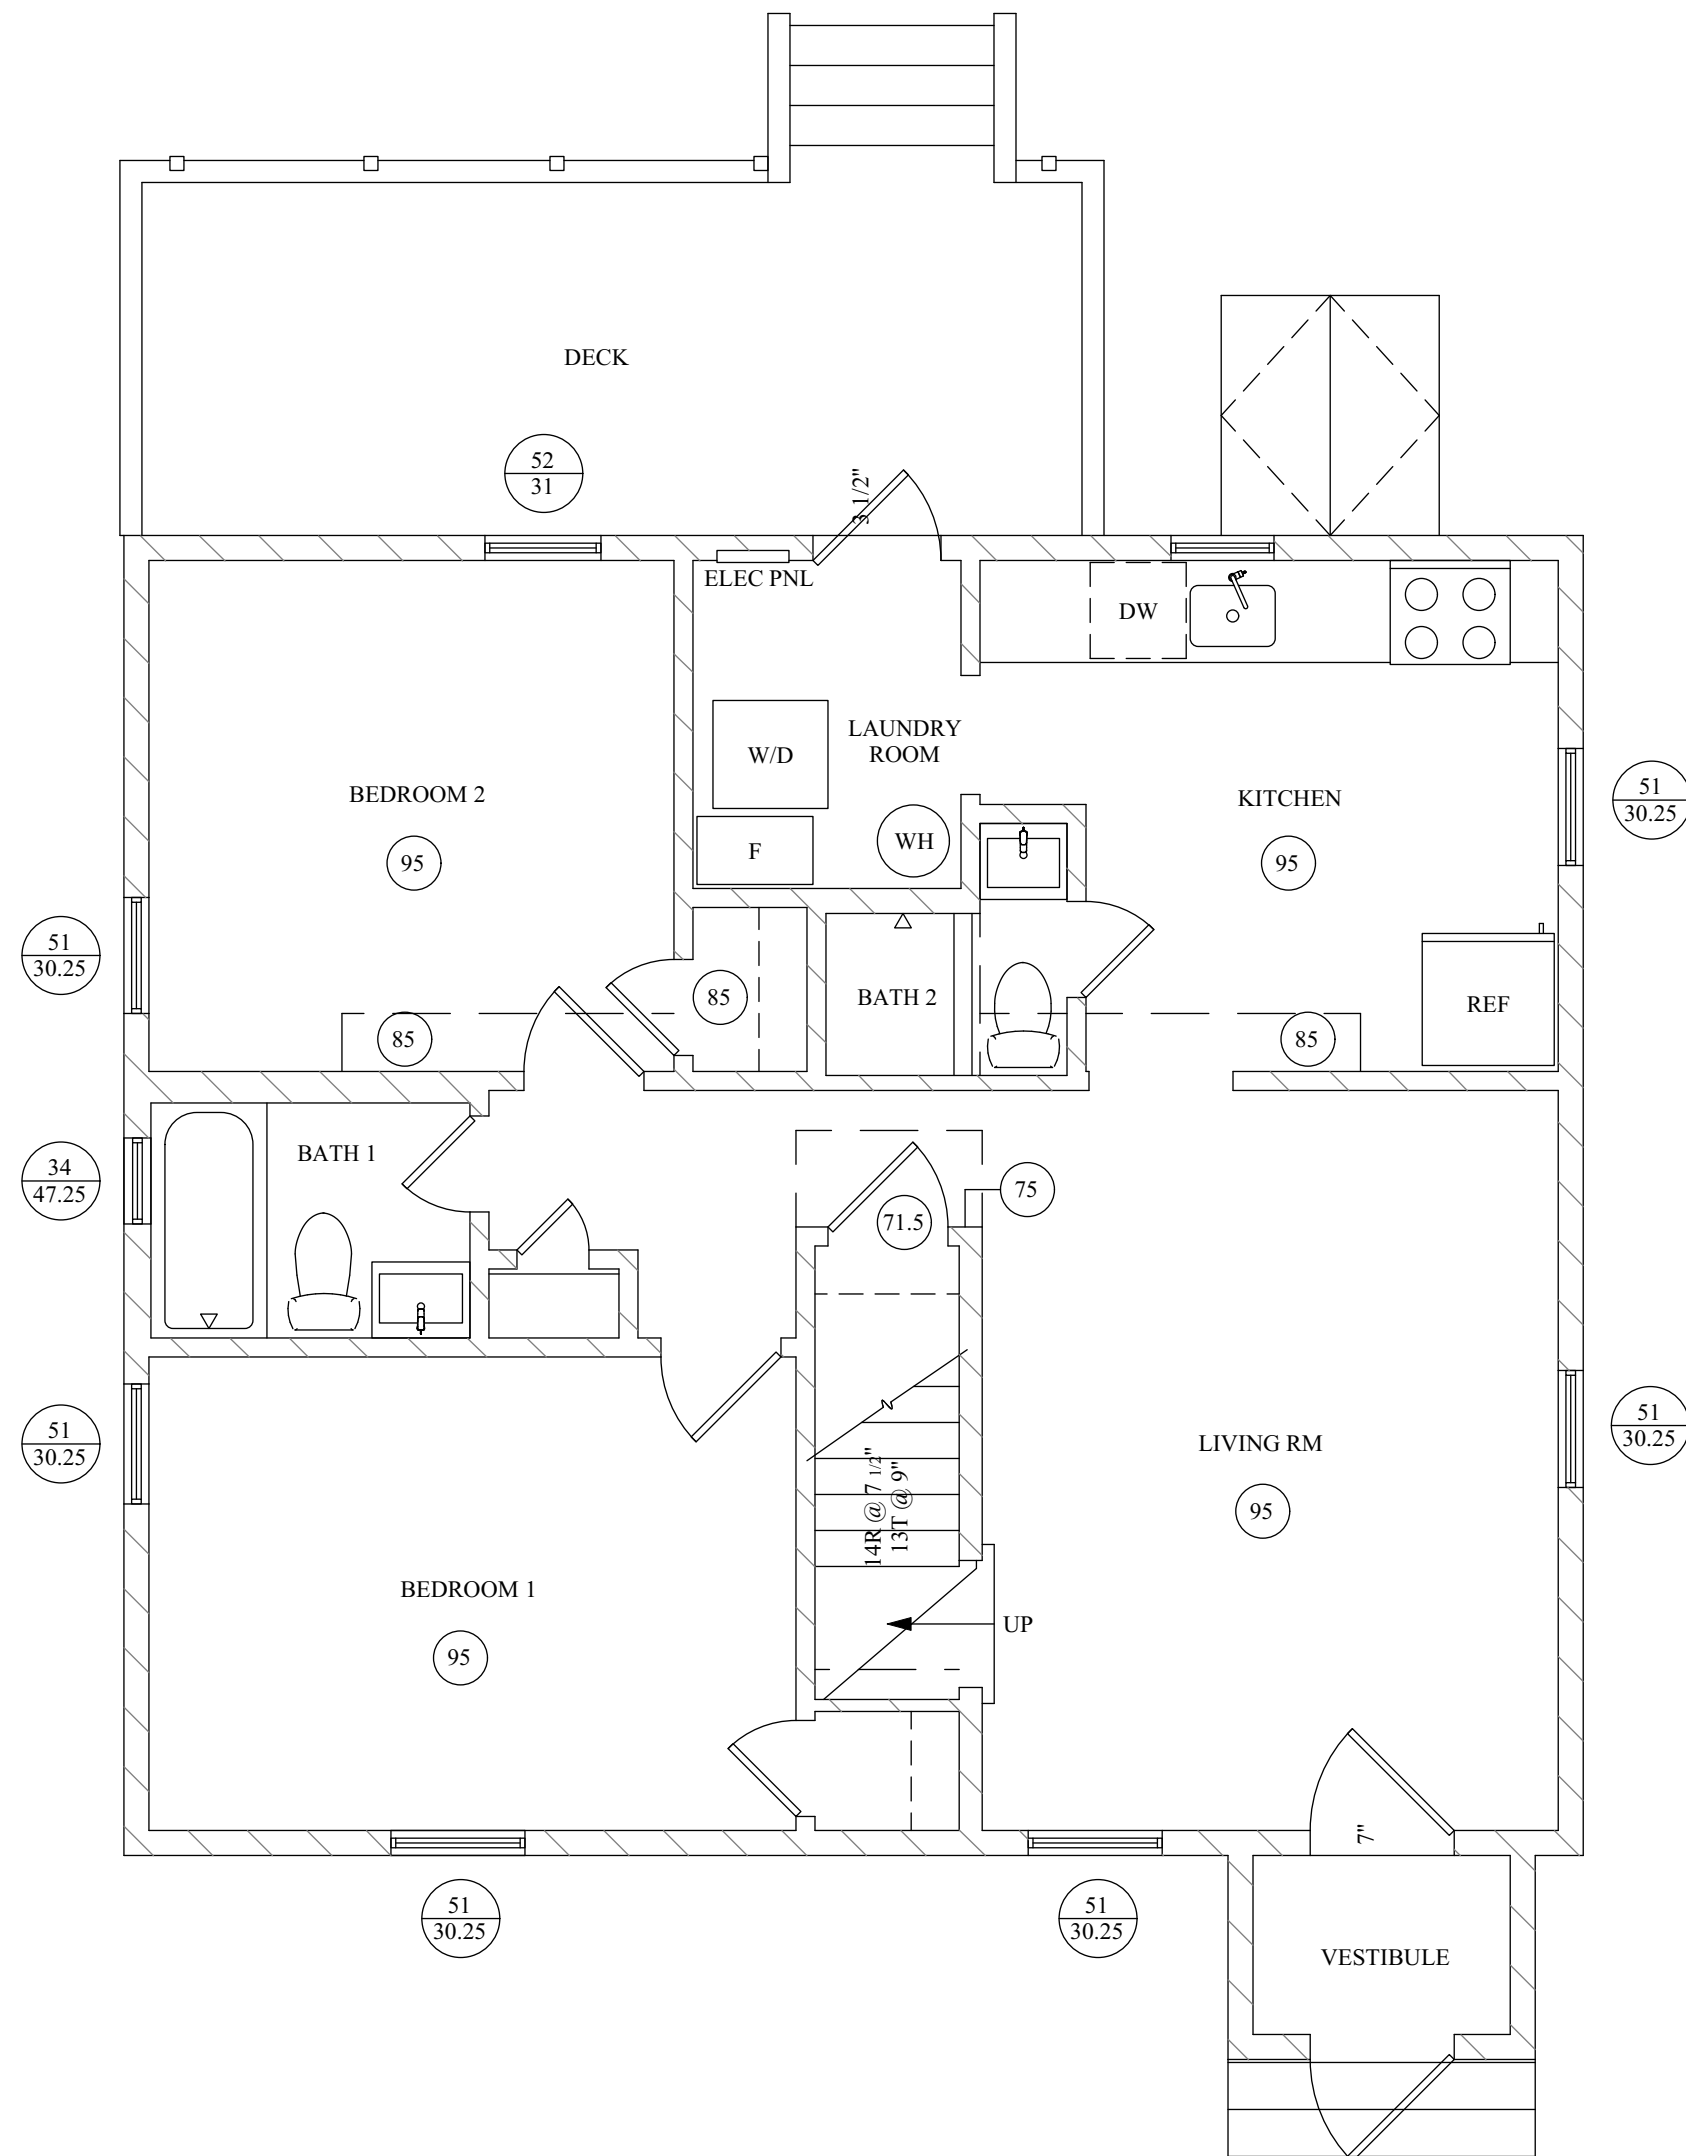 DECK
52
31
3 1/2"
ELEC PNL
DW
LAUNDRY
ROOM
W/D
BEDROOM 2
KITCHEN
51
30.25
F
WH
95
95
51
30.25
85
BATH 2
REF
85
85
BATH 1
34
47.25
75
71.5
51
30.25
LIVING RM
51
30.25
14R @ 7 1/2"
13T @ 9"
95
BEDROOM 1
UP
95
7"
51
30.25
51
30.25
VESTIBULE